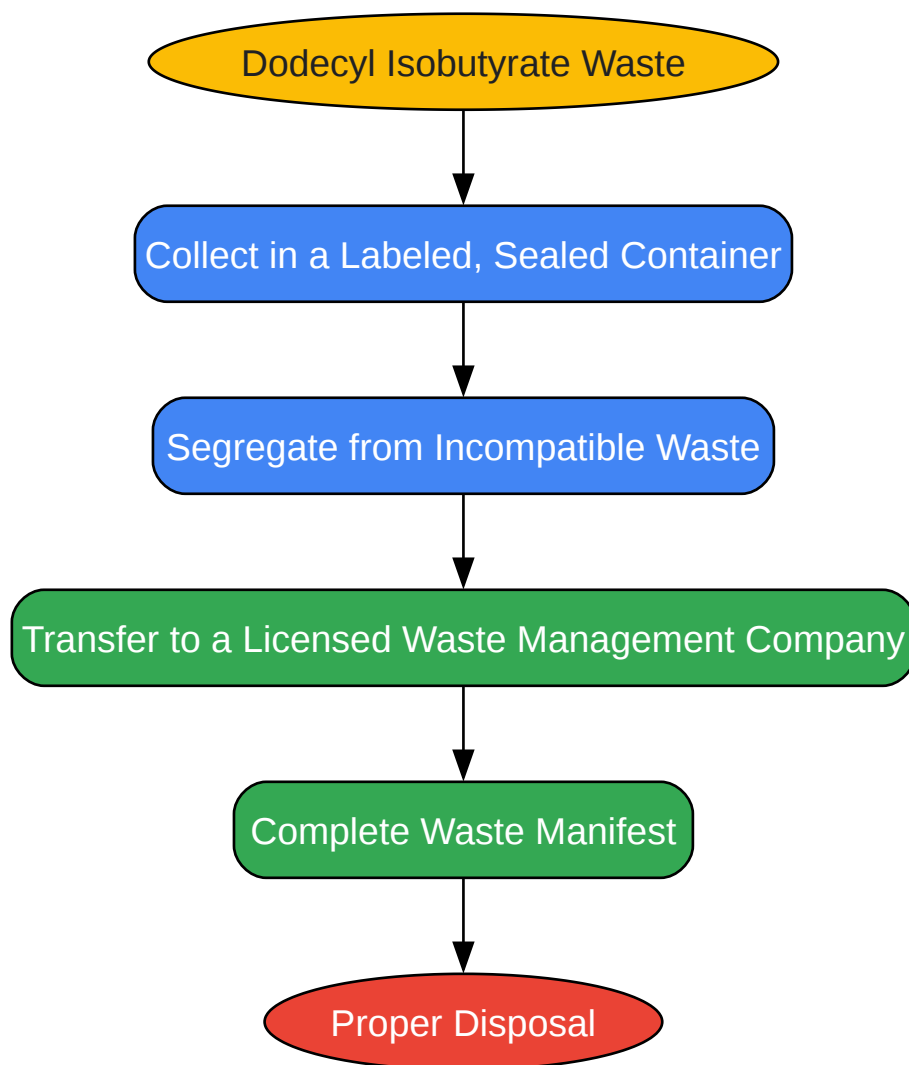 Dodecyl Isobutyrate Waste
Collect in a Labeled, Sealed Container
Segregate from Incompatible Waste
Transfer to a Licensed Waste Management Company
Complete Waste Manifest
Proper Disposal